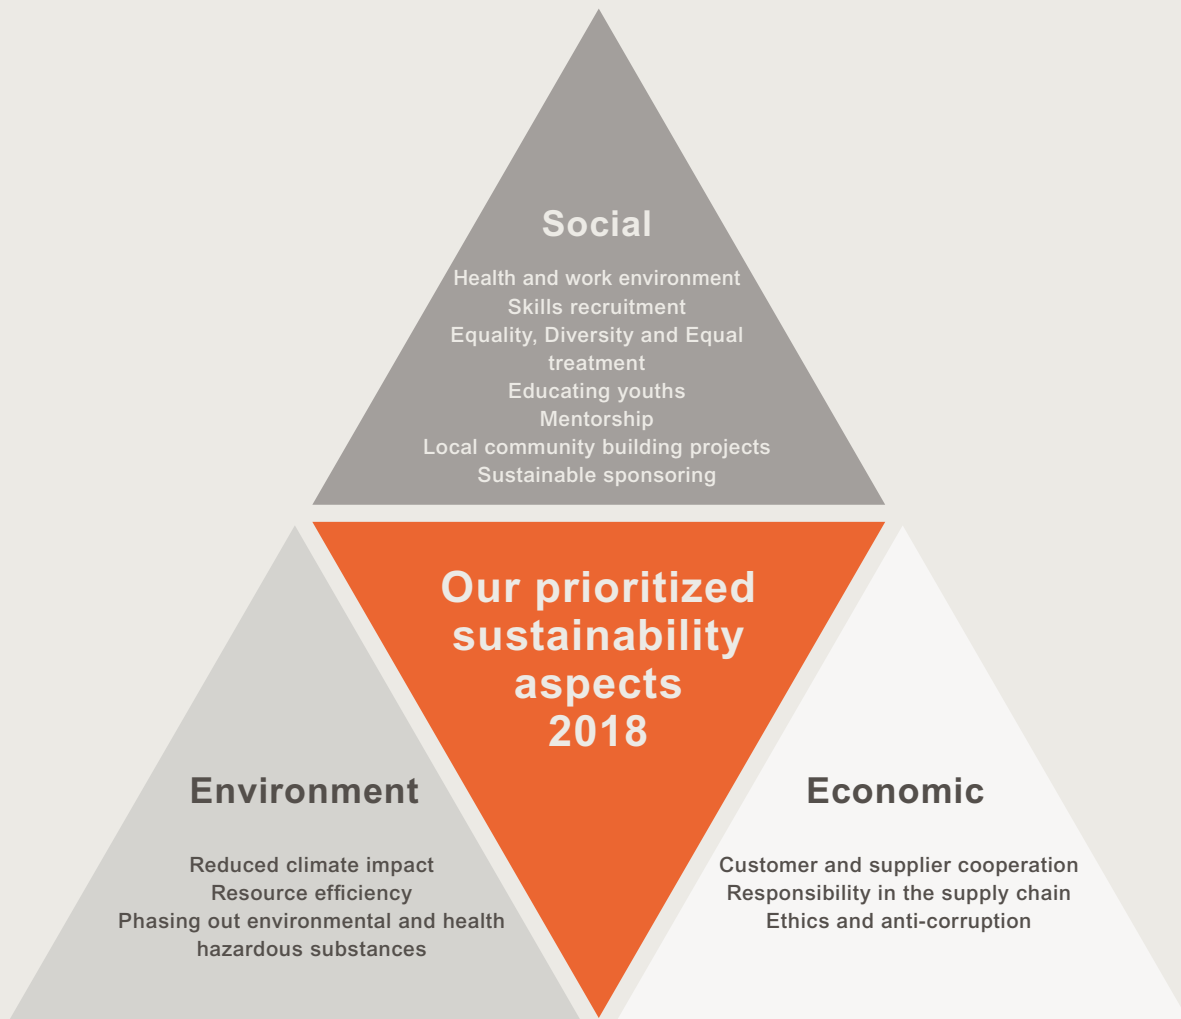 Social
Health and work environment
Skills recruitment
Equality, Diversity and Equal
treatment
Educating youths
Mentorship
Local community building projects
Sustainable sponsoring
Our prioritized
sustainability
aspects
2018
Environment
Reduced climate impact
Resource efficiency
Phasing out environmental and health
hazardous substances
Economic
Customer and supplier cooperation
Responsibility in the supply chain
Ethics and anti-corruption